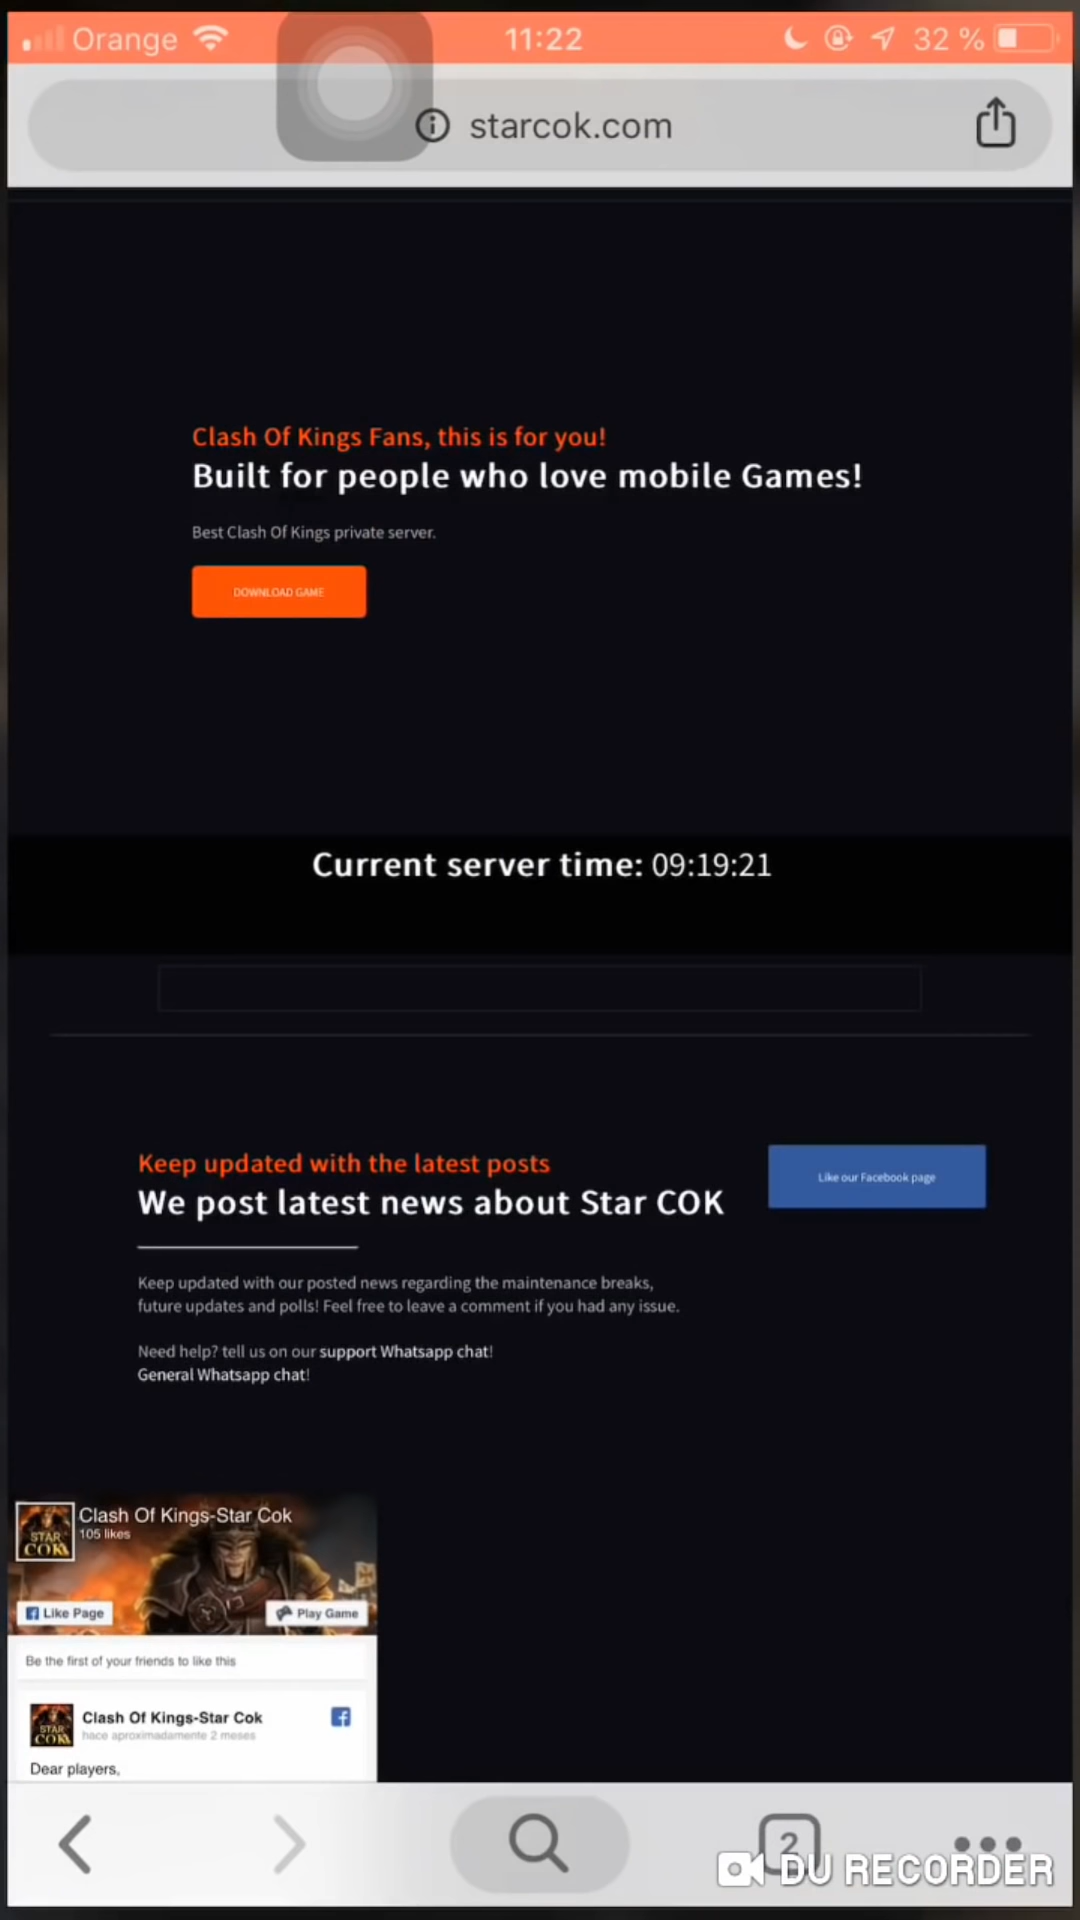 Orange 11:22 32 %
starcok.com
Clash Of Kings Fans, this is for you!
Built for people who love mobile Games!
Best Clash Of Kings private server.
DOWNLOAD GAME
Current server time: 09:19:21
Keep updated with the latest posts
We post latest news about Star COK
Like our Facebook page
Keep updated with our posted news regarding the maintenance breaks,
future updates and polls! Feel free to leave a comment if you had any issue.
Need help? tell us on our support Whatsapp chat!
General Whatsapp chat!
Clash Of Kings-Star Cok
105 likes
STAR
COK
Like Page
Play Game
Be the first of your friends to like this
Clash Of Kings-Star Cok
hace aproximadamente 2 meses
STAR
COK
Dear players,
2
DU RECORDER